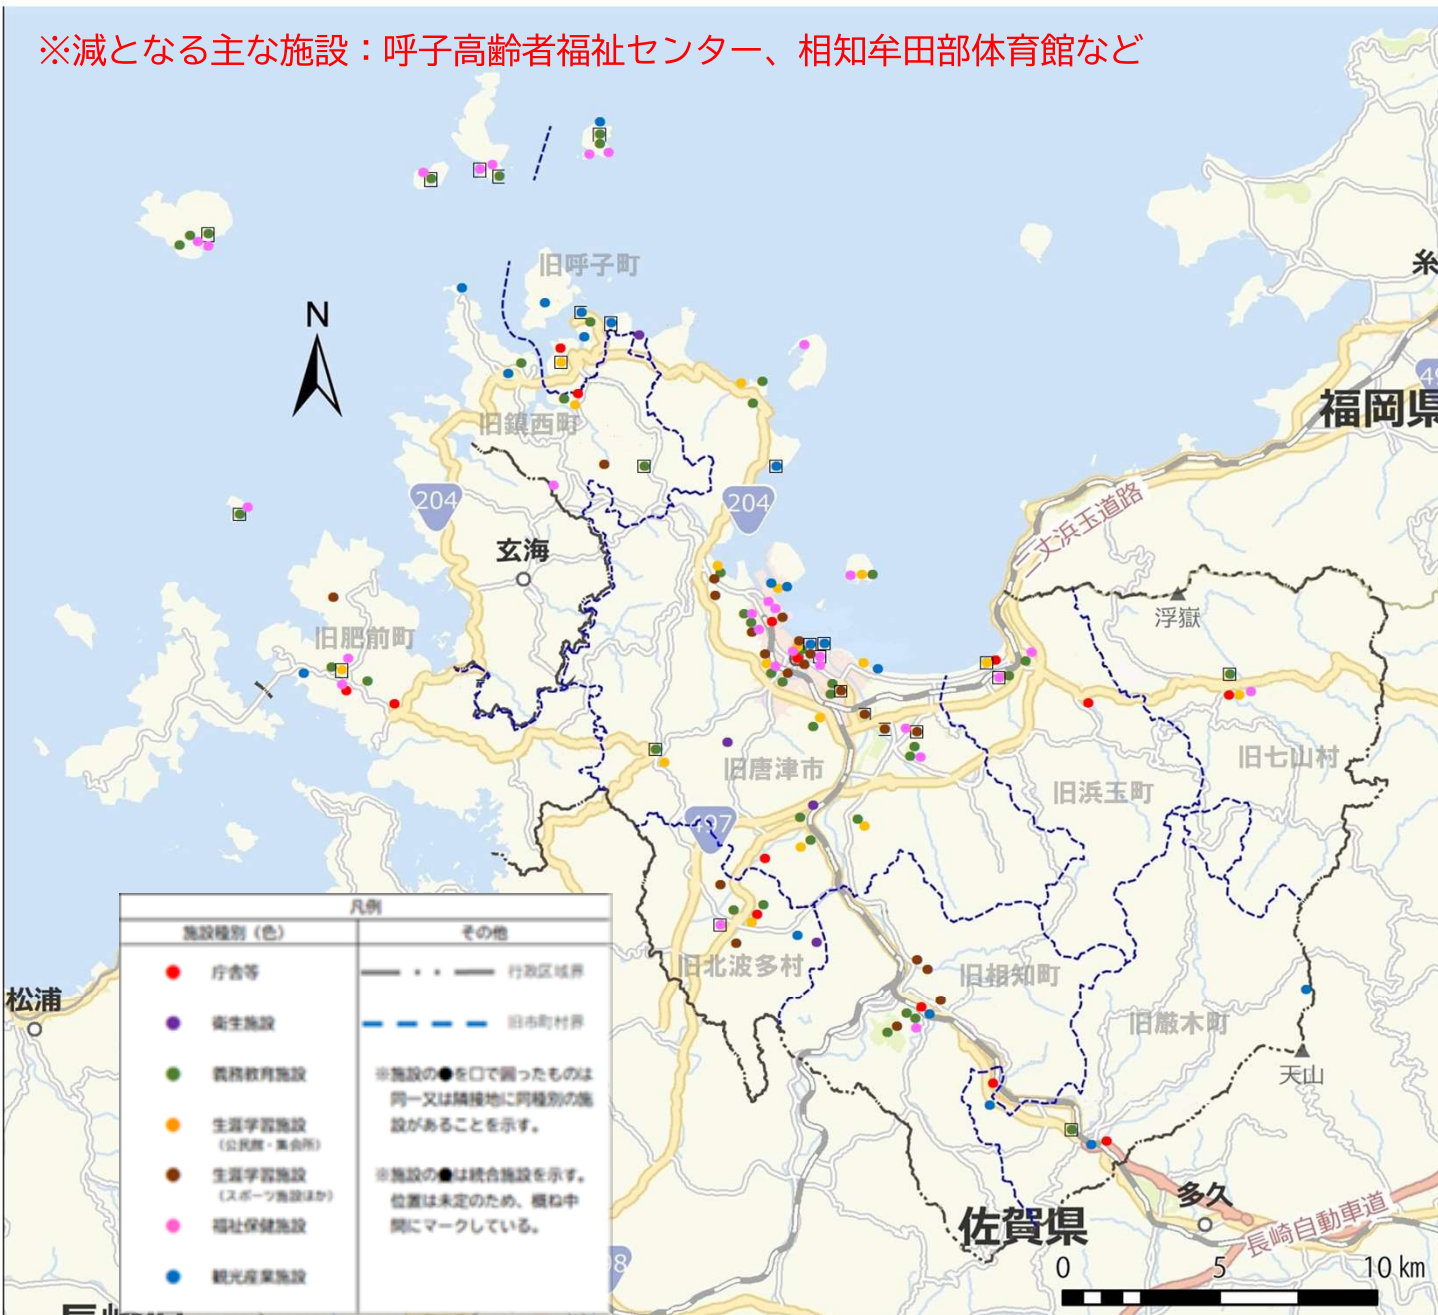 ※減となる主な施設：呼子高齢者福祉センター、相知牟田部体育館など
旧呼子町
糸
N
49
福岡県
旧鎮西町
204
204
二丈浜玉道路
玄海
浮嶽
旧肥前町
旧唐津市
旧七山村
旧浜玉町
497
旧北波多村
旧相知町
松浦
旧厳木町
天山
多久
佐賀県
長崎自動車道
0 5 10 km
凡例
施設種別（色） その他
庁舎等 行政区域界
衛生施設 旧市町村界
義務教育施設
生涯学習施設
（公民館・集会所）
生涯学習施設
（スポーツ施設ほか）
福祉保健施設
観光産業施設
※施設の●を□で囲ったものは
同一又は隣接地に同種別の施
設があることを示す。
※施設の●は統合施設を示す。
位置は未定のため、概ね中
間にマークしている。